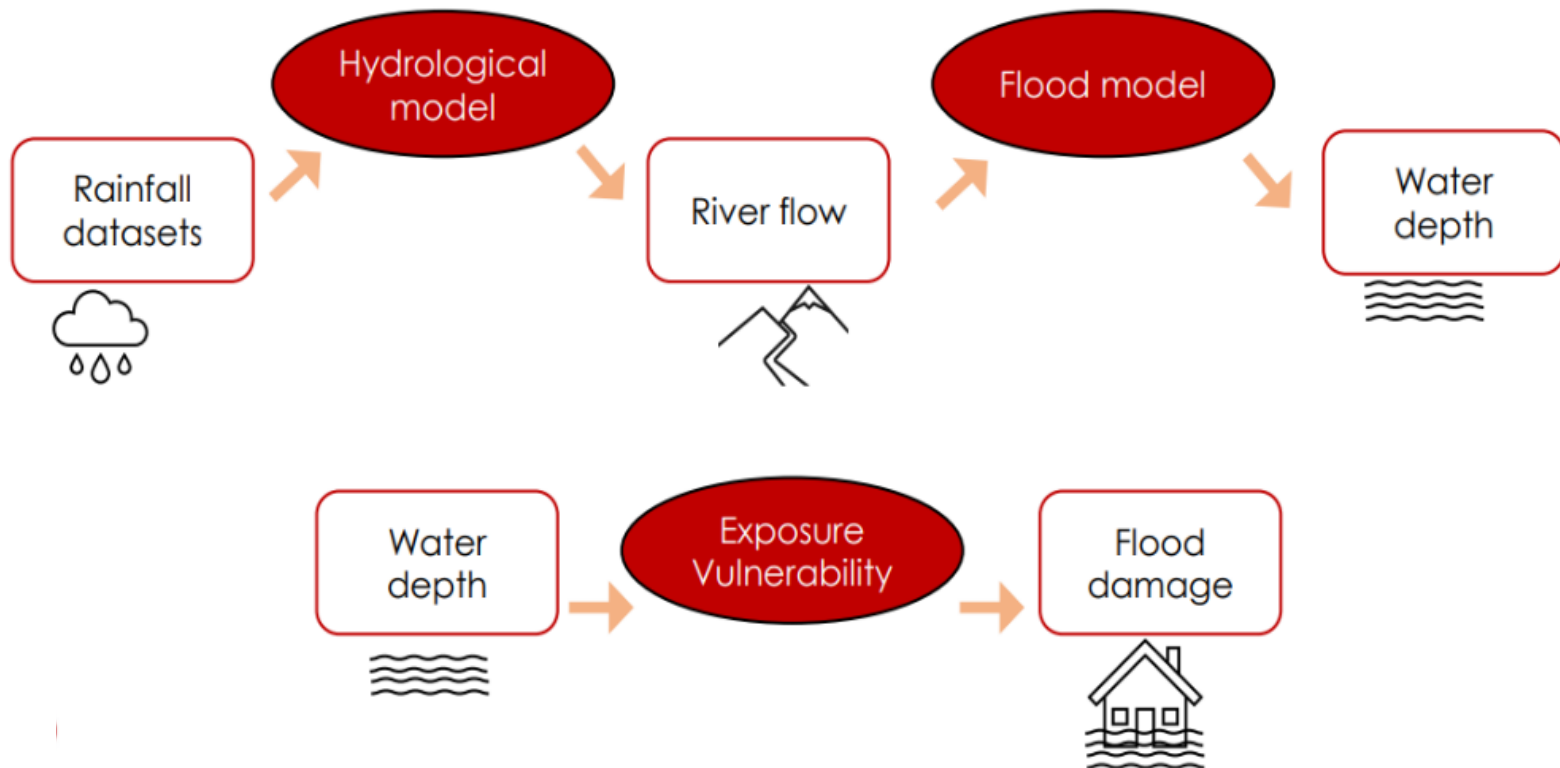 Hydrological
model
Flood model
Rainfall
datasets
River flow
Water
depth
Water
depth
Exposure
Vulnerability
Flood
damage